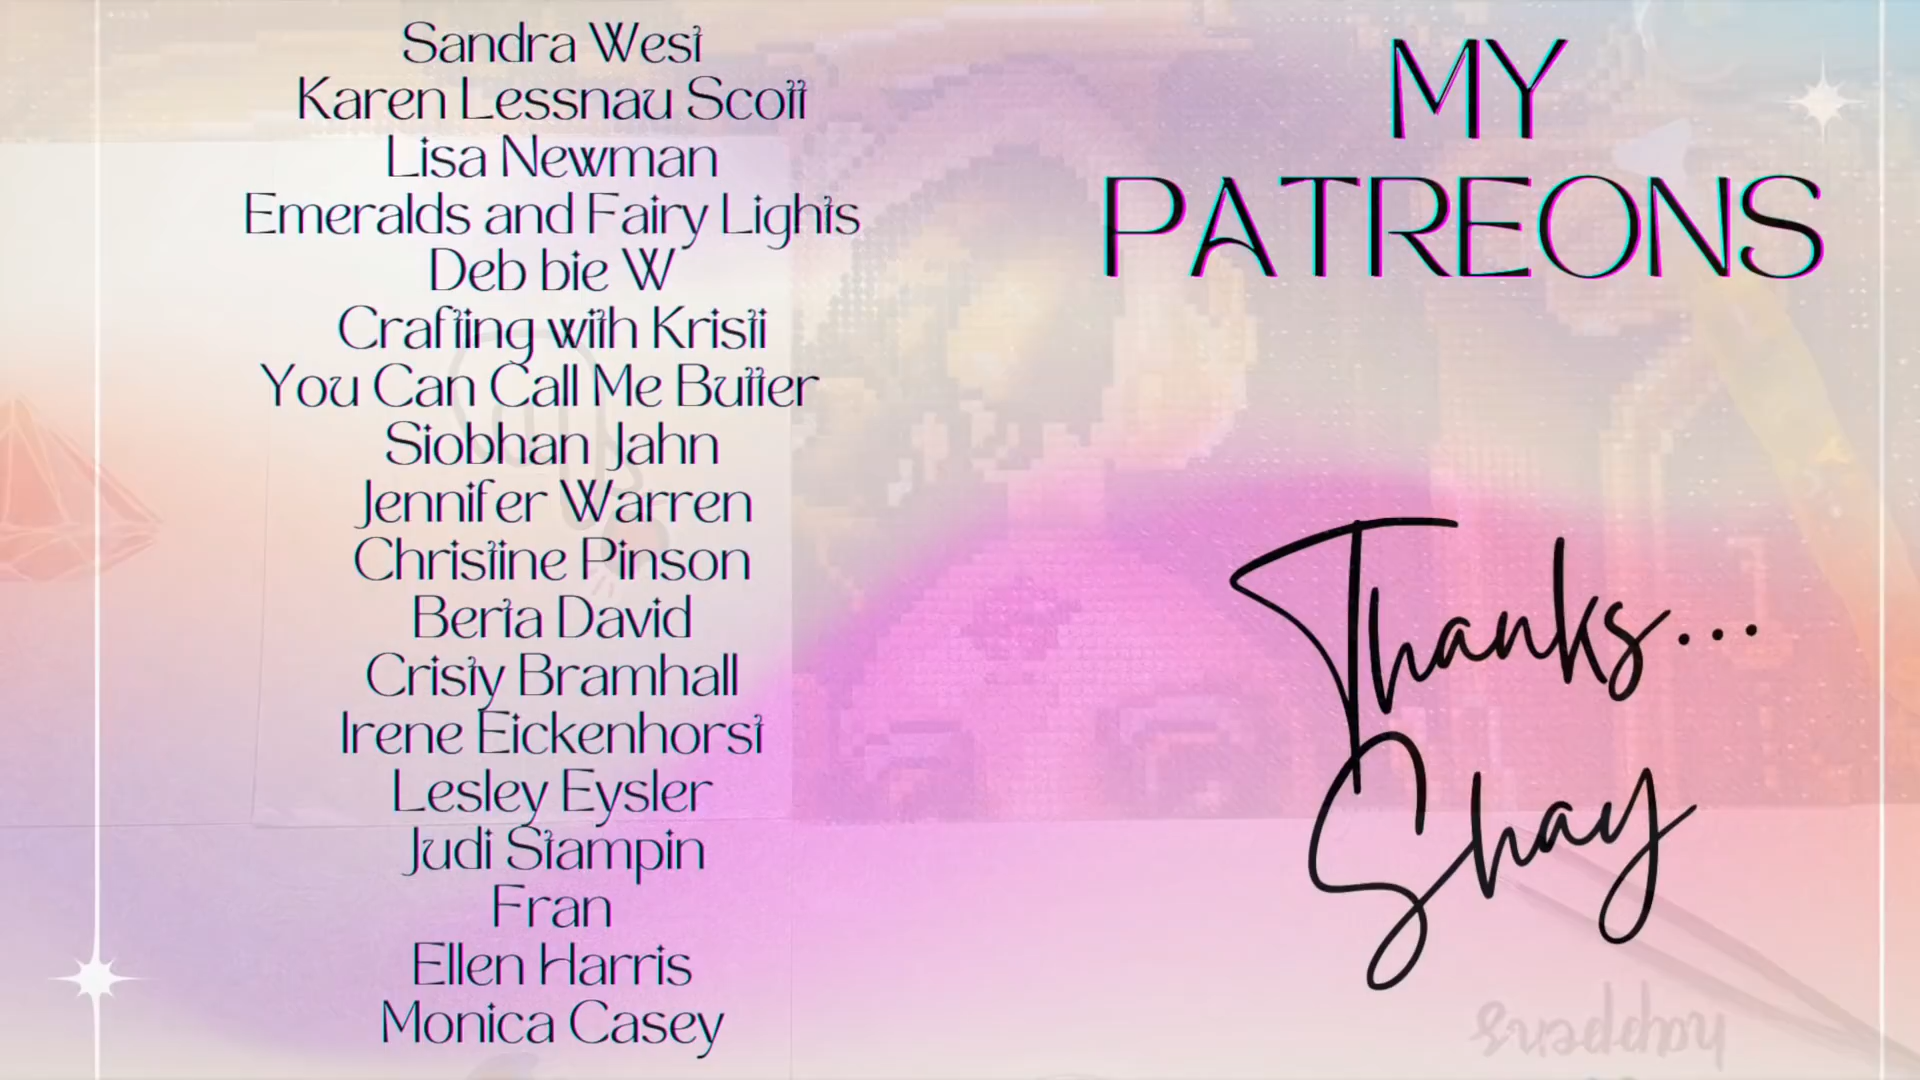 Sandra West
Karen Lessnau Scott
Lisa Newman
Emeralds and Fairy Lights
Deb bie W
Crafting with Kristi
You Can Call Me Butter
Siobhan Jahn
Jennifer Warren
Christine Pinson
Berta David
Cristy Bramhall
Irene Eickenhorst
Lesley Eysler
Judi Stampin
Fran
Ellen Harris
Monica Casey
MY
PATREONS
Thanks...
Shay
happens